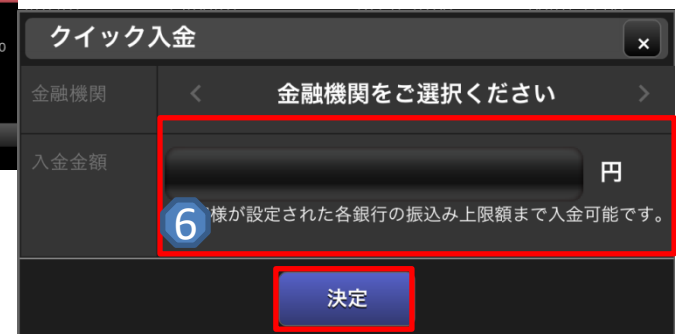 クイック入金
×
金融機関
<
金融機関をご選択ください
>
入金金額
円
6
様が設定された各銀行の振込み上限額まで入金可能です。
決定